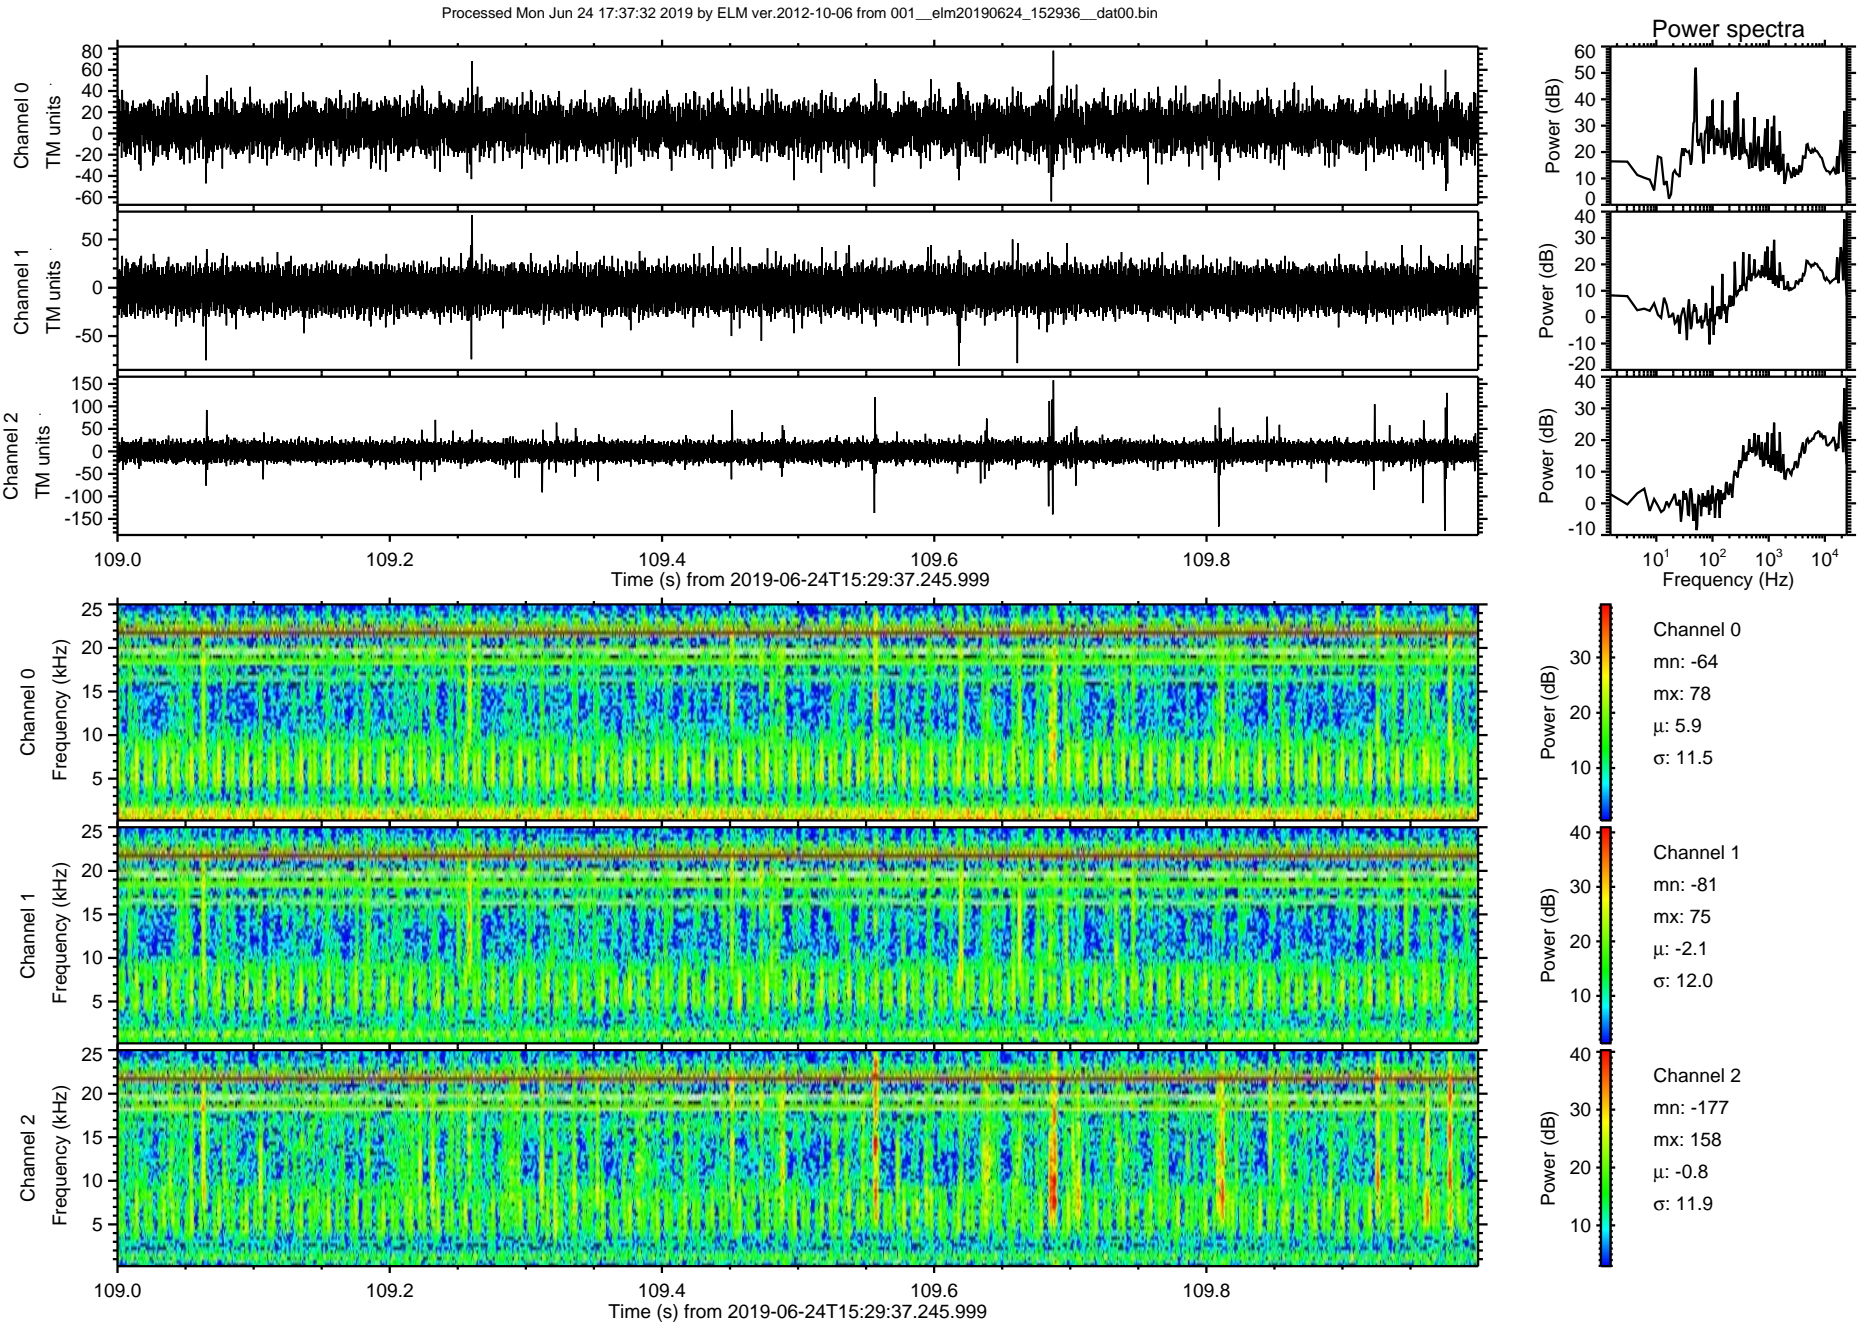 Processed Mon Jun 24 17:37:32 2019 by ELM ver.2012-10-06 from 001__elm20190624_152936__dat00.bin
Power spectra
Channel 0
TM units
80
60
40
20
0
-20
-40
-60
Power (dB)
60
50
40
30
20
10
0
Channel 1
TM units
50
0
-50
Power (dB)
40
30
20
10
0
-10
-20
Channel 2
TM units
150
100
50
0
-50
-100
-150
Power (dB)
40
30
20
10
0
-10
109.0 109.2 109.4 109.6 109.8
Time (s) from 2019-06-24T15:29:37.245.999
10¹ 10² 10³ 10⁴
Frequency (Hz)
Channel 0
Frequency (kHz)
25
20
15
10
5
Power (dB)
30
20
10
Channel 0
mn: -64
mx: 78
μ: 5.9
σ: 11.5
Channel 1
Frequency (kHz)
25
20
15
10
5
Power (dB)
40
30
20
10
Channel 1
mn: -81
mx: 75
μ: -2.1
σ: 12.0
Channel 2
Frequency (kHz)
25
20
15
10
5
Power (dB)
40
30
20
10
Channel 2
mn: -177
mx: 158
μ: -0.8
σ: 11.9
109.0 109.2 109.4 109.6 109.8
Time (s) from 2019-06-24T15:29:37.245.999